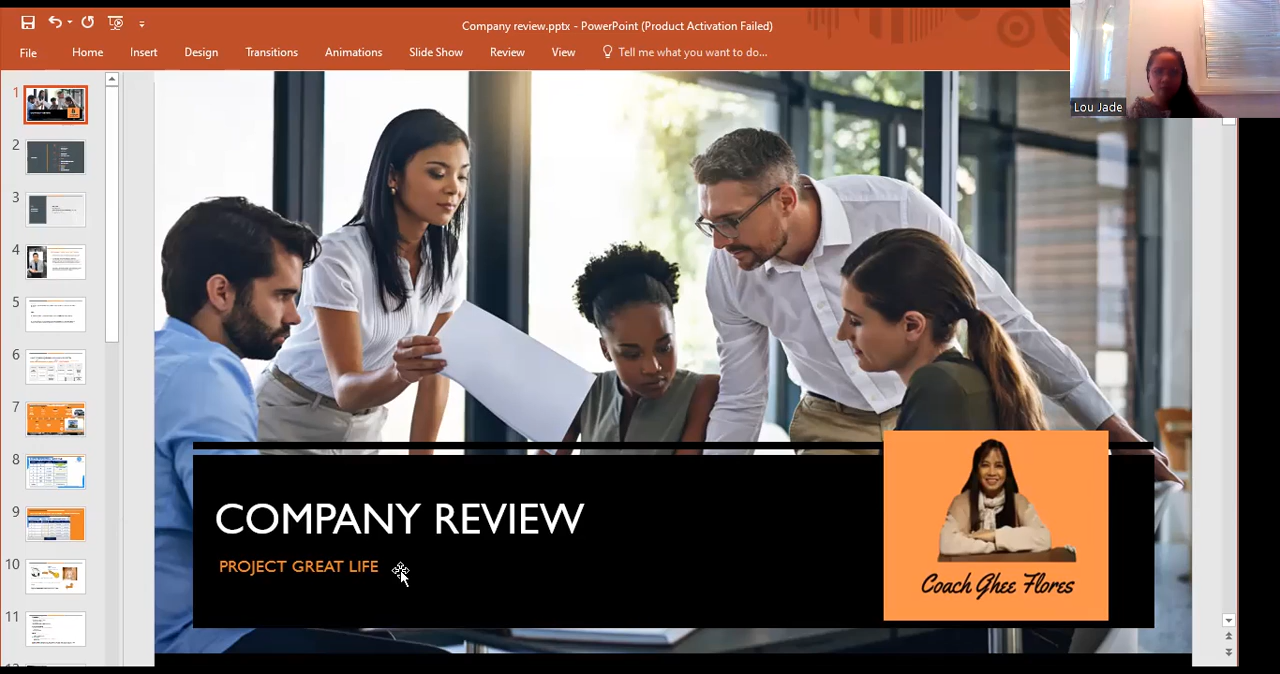 Company review.pptx - PowerPoint (Product Activation Failed)
File Home Insert Design Transitions Animations Slide Show Review View Tell me what you want to do...
Lou Jade
1
2
3
4
5
6
7
8
9
10
11
COMPANY REVIEW
PROJECT GREAT LIFE
Coach Ghee Flores